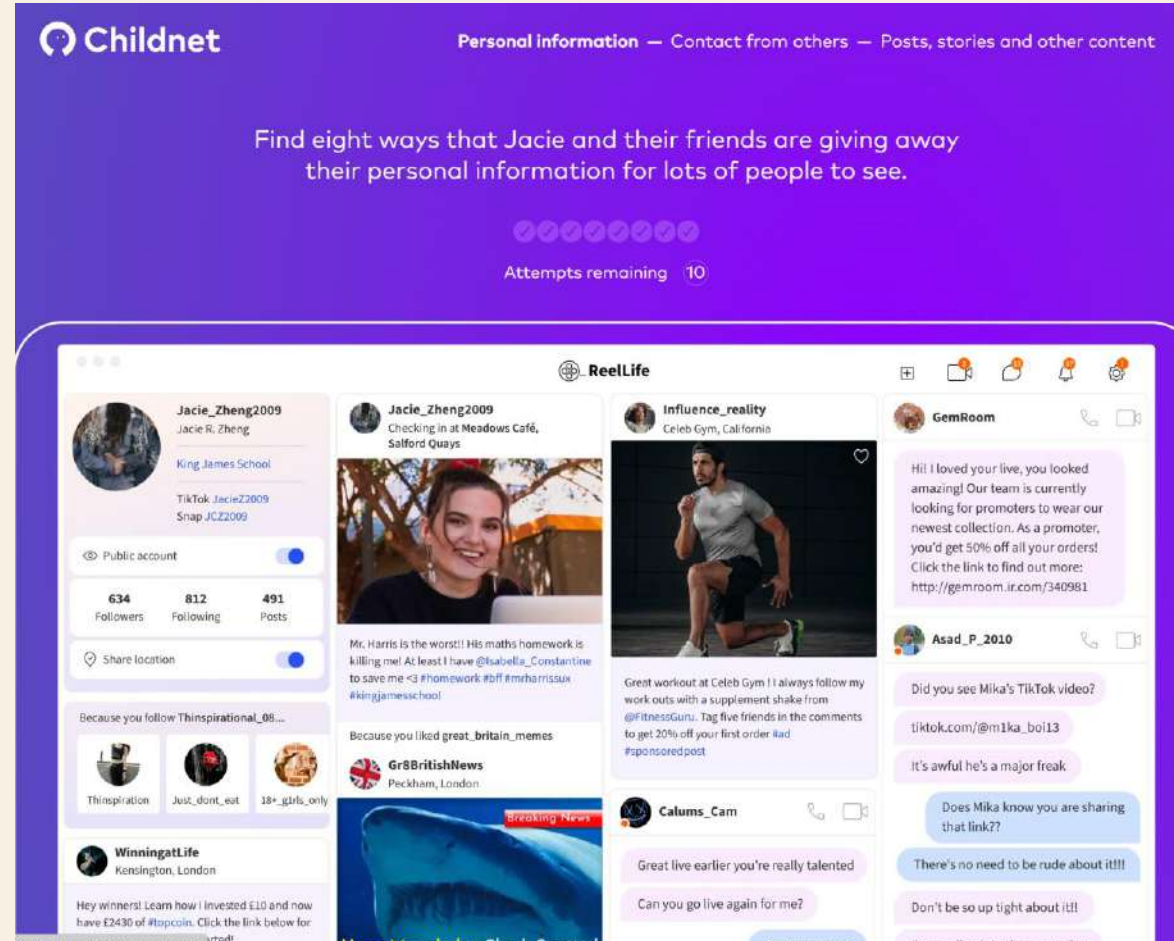 Childnet
Personal information — Contact from others — Posts, stories and other content
Find eight ways that Jacie and their friends are giving away
their personal information for lots of people to see.
Attempts remaining 10
ReelLife
Jacie_Zheng2009
Jacie R. Zheng
King James School
TikTok JacieZ2009
Snap JCZ2009
Public account
634 812 491
Followers Following Posts
Share location
Because you follow Thinspirational_08...
Thinspiration Just_dont_eat 18+_g1rls_only
WinningatLife
Kensington, London
Hey winners! Learn how I invested £10 and now
have £2430 of #topcoin. Click the link below for
Jacie_Zheng2009
Checking in at Meadows Café,
Salford Quays
Mr. Harris is the worst!! His maths homework is
killing me! At least I have @Isabella_Constantine
to save me <3 #homework #bff #mrharrissux
#kingjamesschool
Because you liked great_britain_memes
Gr8BritishNews
Peckham, London
Breaking News
Influence_reality
Celeb Gym, California
Great workout at Celeb Gym ! I always follow my
work outs with a supplement shake from
@FitnessGuru. Tag five friends in the comments
to get 20% off your first order #ad
#sponsoredpost
Calums_Cam
Great live earlier you're really talented
Can you go live again for me?
GemRoom
Hi! I loved your live, you looked
amazing! Our team is currently
looking for promoters to wear our
newest collection. As a promoter,
you'd get 50% off all your orders!
Click the link to find out more:
http://gemroom.ir.com/340981
Asad_P_2010
Did you see Mika's TikTok video?
tiktok.com/@m1ka_boi13
It's awful he's a major freak
Does Mika know you are sharing
that link??
There's no need to be rude about it!!!
Don't be so up tight about it!!